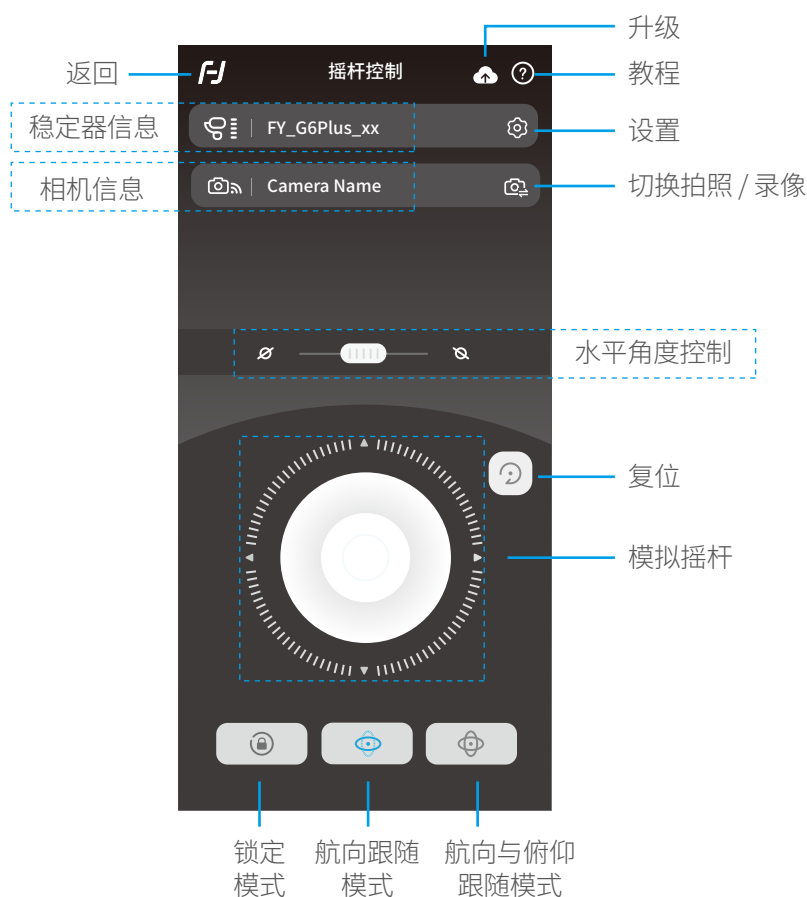 升级
返回
摇杆控制
教程
稳定器信息
FY_G6Plus_xx
设置
相机信息
Camera Name
切换拍照 / 录像
水平角度控制
复位
模拟摇杆
锁定
模式
航向跟随
模式
航向与俯仰
跟随模式